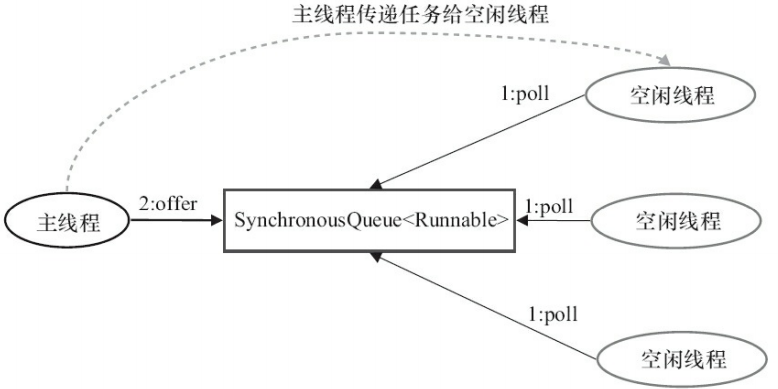 主线程传递任务给空闲线程
1:poll
空闲线程
主线程
2:offer
SynchronousQueue<Runnable>
1:poll
空闲线程
1:poll
空闲线程